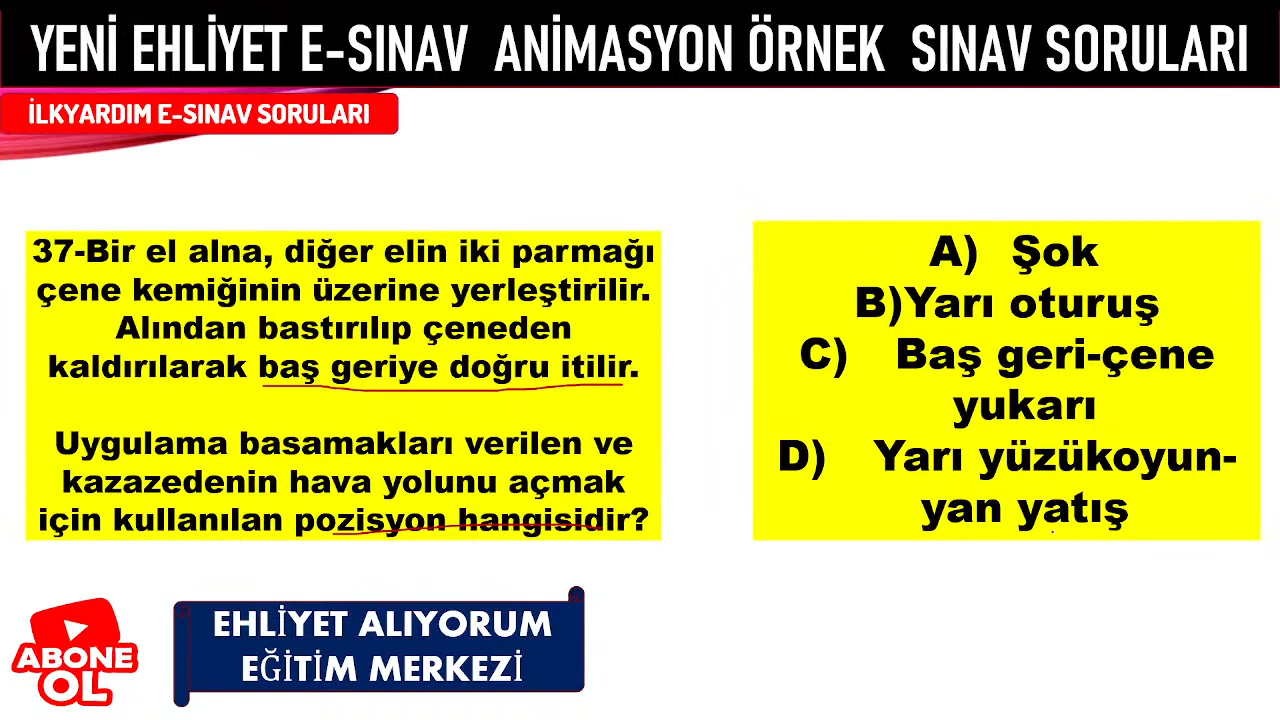 YENİ EHLİYET E-SINAV ANİMASYON ÖRNEK SINAV SORULARI
İLKYARDIM E-SINAV SORULARI
37-Bir el alna, diğer elin iki parmağı
çene kemiğinin üzerine yerleştirilir.
Alından bastırılıp çeneden
kaldırılarak baş geriye doğru itilir.
Uygulama basamakları verilen ve
kazazedenin hava yolunu açmak
için kullanılan pozisyon hangisidir?
A) Şok
B)Yarı oturuş
C) Baş geri-çene
yukarı
D) Yarı yüzükoyun-
yan yatış
ABONE
OL
EHLİYET ALIYORUM
EĞİTİM MERKEZİ